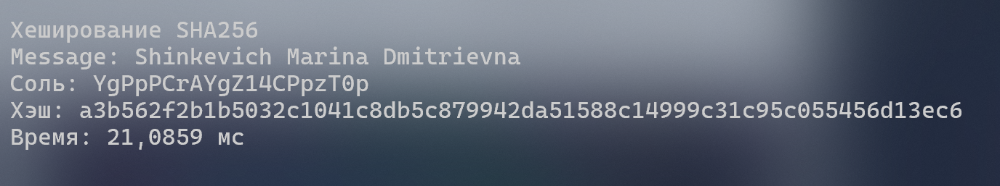 Хеширование SHA256
Message: Shinkevich Marina Dmitrievna
Соль: YgPpPCrAYgZ14CPpzT0p
Хэш: a3b562f2b1b5032c1041c8db5c879942da51588c14999c31c95c055456d13ec6
Время: 21,0859 мс